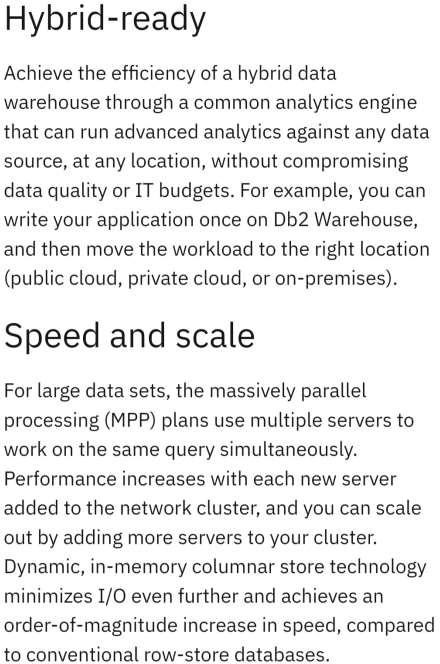 Hybrid-ready
Achieve the efficiency of a hybrid data
warehouse through a common analytics engine
that can run advanced analytics against any data
source, at any location, without compromising
data quality or IT budgets. For example, you can
write your application once on Db2 Warehouse,
and then move the workload to the right location
(public cloud, private cloud, or on-premises).
Speed and scale
For large data sets, the massively parallel
processing (MPP) plans use multiple servers to
work on the same query simultaneously.
Performance increases with each new server
added to the network cluster, and you can scale
out by adding more servers to your cluster.
Dynamic, in-memory columnar store technology
minimizes I/O even further and achieves an
order-of-magnitude increase in speed, compared
to conventional row-store databases.